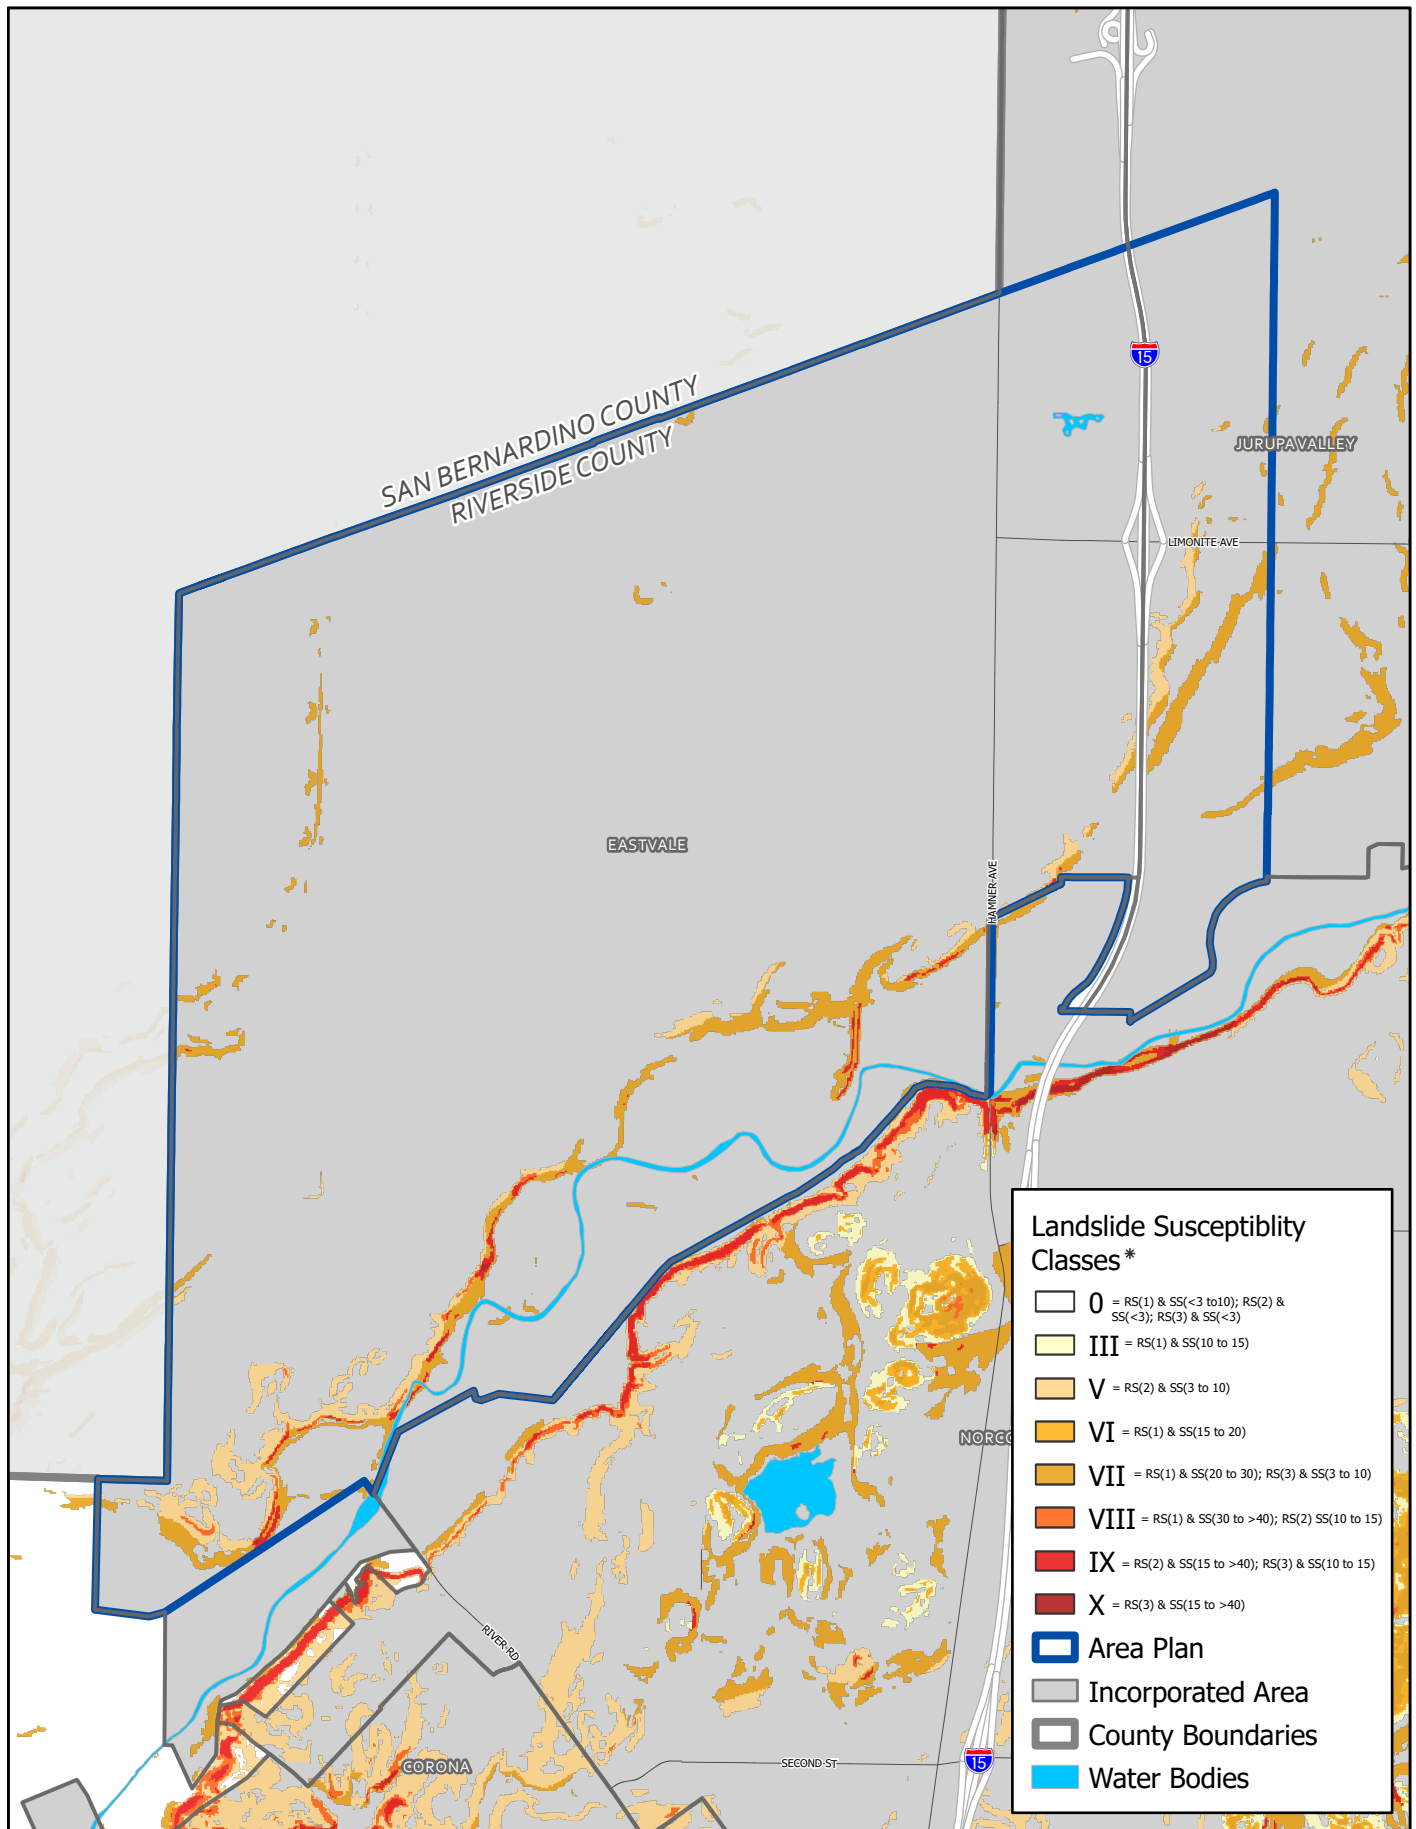 SAN BERNARDINO COUNTY
RIVERSIDE COUNTY
15
JURUPA VALLEY
LIMONITE AVE
EASTVALE
HAMNER AVE
NORCO
RIVER RD
CORONA
SECOND ST
15
Landslide Susceptiblity
Classes*
0 = RS(1) & SS(<3 to10); RS(2) &
SS(<3); RS(3) & SS(<3)
III = RS(1) & SS(10 to 15)
V = RS(2) & SS(3 to 10)
VI = RS(1) & SS(15 to 20)
VII = RS(1) & SS(20 to 30); RS(3) & SS(3 to 10)
VIII = RS(1) & SS(30 to >40); RS(2) SS(10 to 15)
IX = RS(2) & SS(15 to >40); RS(3) & SS(10 to 15)
X = RS(3) & SS(15 to >40)
Area Plan
Incorporated Area
County Boundaries
Water Bodies